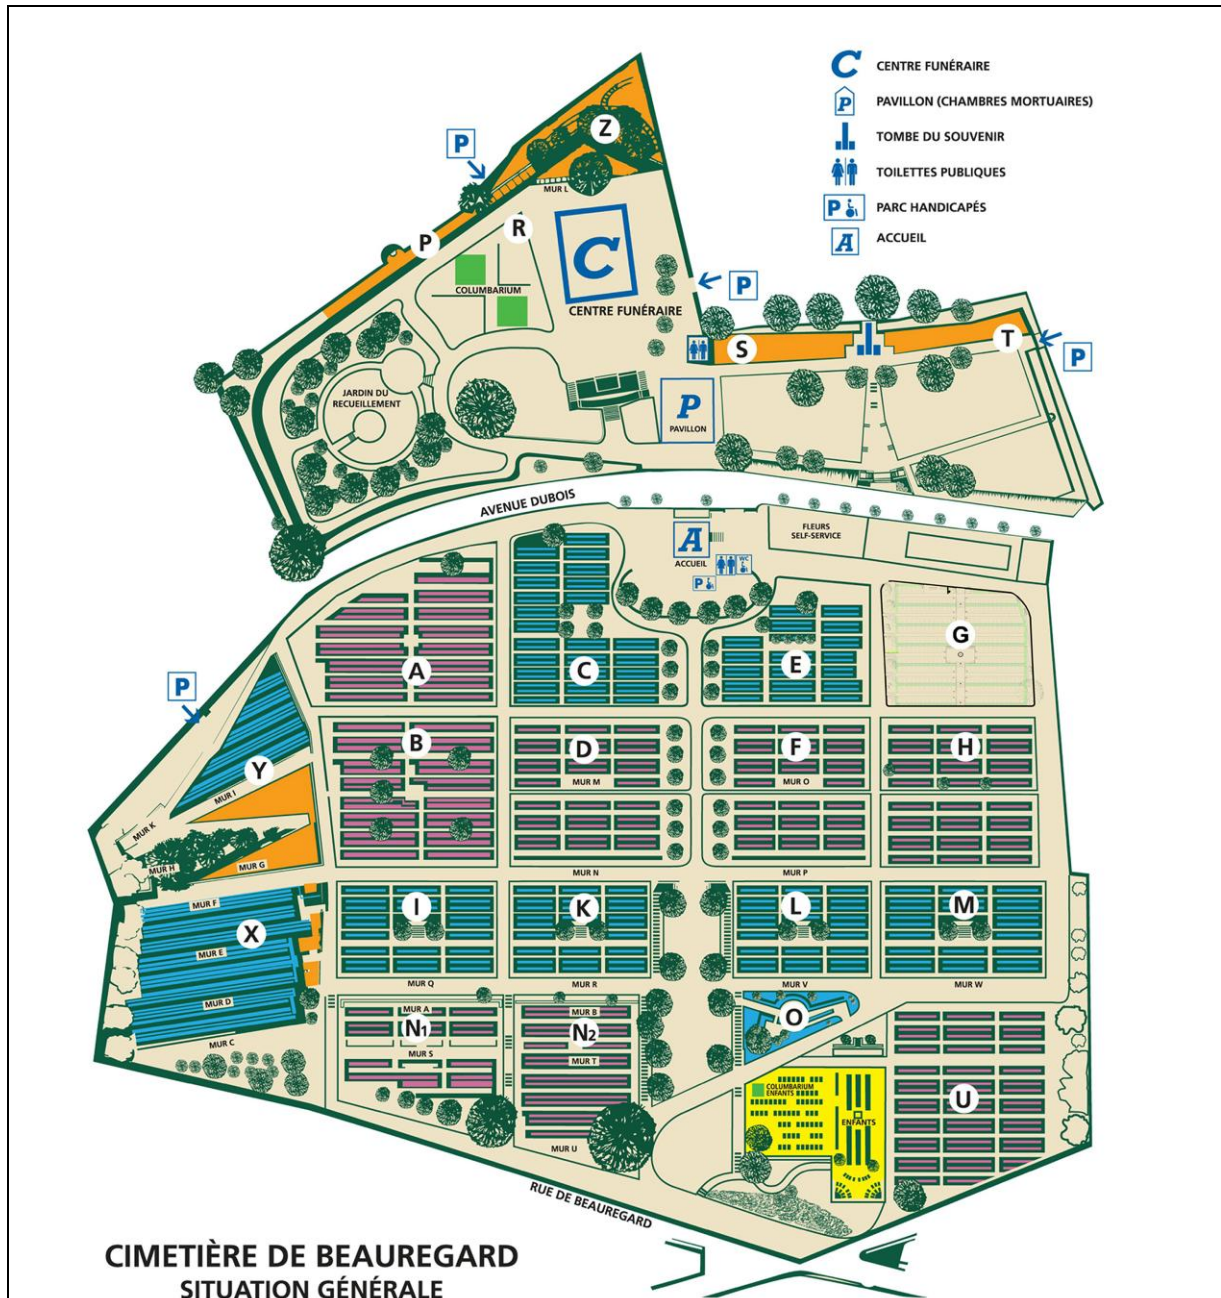 C CENTRE FUNÉRAIRE
P PAVILLON (CHAMBRES MORTUAIRES)
TOMBE DU SOUVENIR
TOILETTES PUBLIQUES
P PARC HANDICAPÉS
A ACCUEIL
Z
P
MUR L
P
R
C
COLUMBARIUM
CENTRE FUNÉRAIRE
P
S
T
P
JARDIN DU
RECUEILLEMENT
P
PAVILLON
AVENUE DUBOIS
A
ACCUEIL
WC
P
FLEURS
SELF-SERVICE
A
C
E
G
P
B
D
F
H
Y
MUR I
MUR M
MUR O
MUR K
MUR H
MUR G
MUR N
MUR P
MUR F
I
K
L
M
X
MUR E
MUR D
MUR C
MUR Q
MUR R
MUR V
MUR W
MUR A
MUR B
N1
N2
O
MUR S
MUR T
COLUMBARIUM
ENFANTS
ENFANTS
U
MUR U
RUE DE BEAUREGARD
CIMETIÈRE DE BEAUREGARD
SITUATION GÉNÉRALE